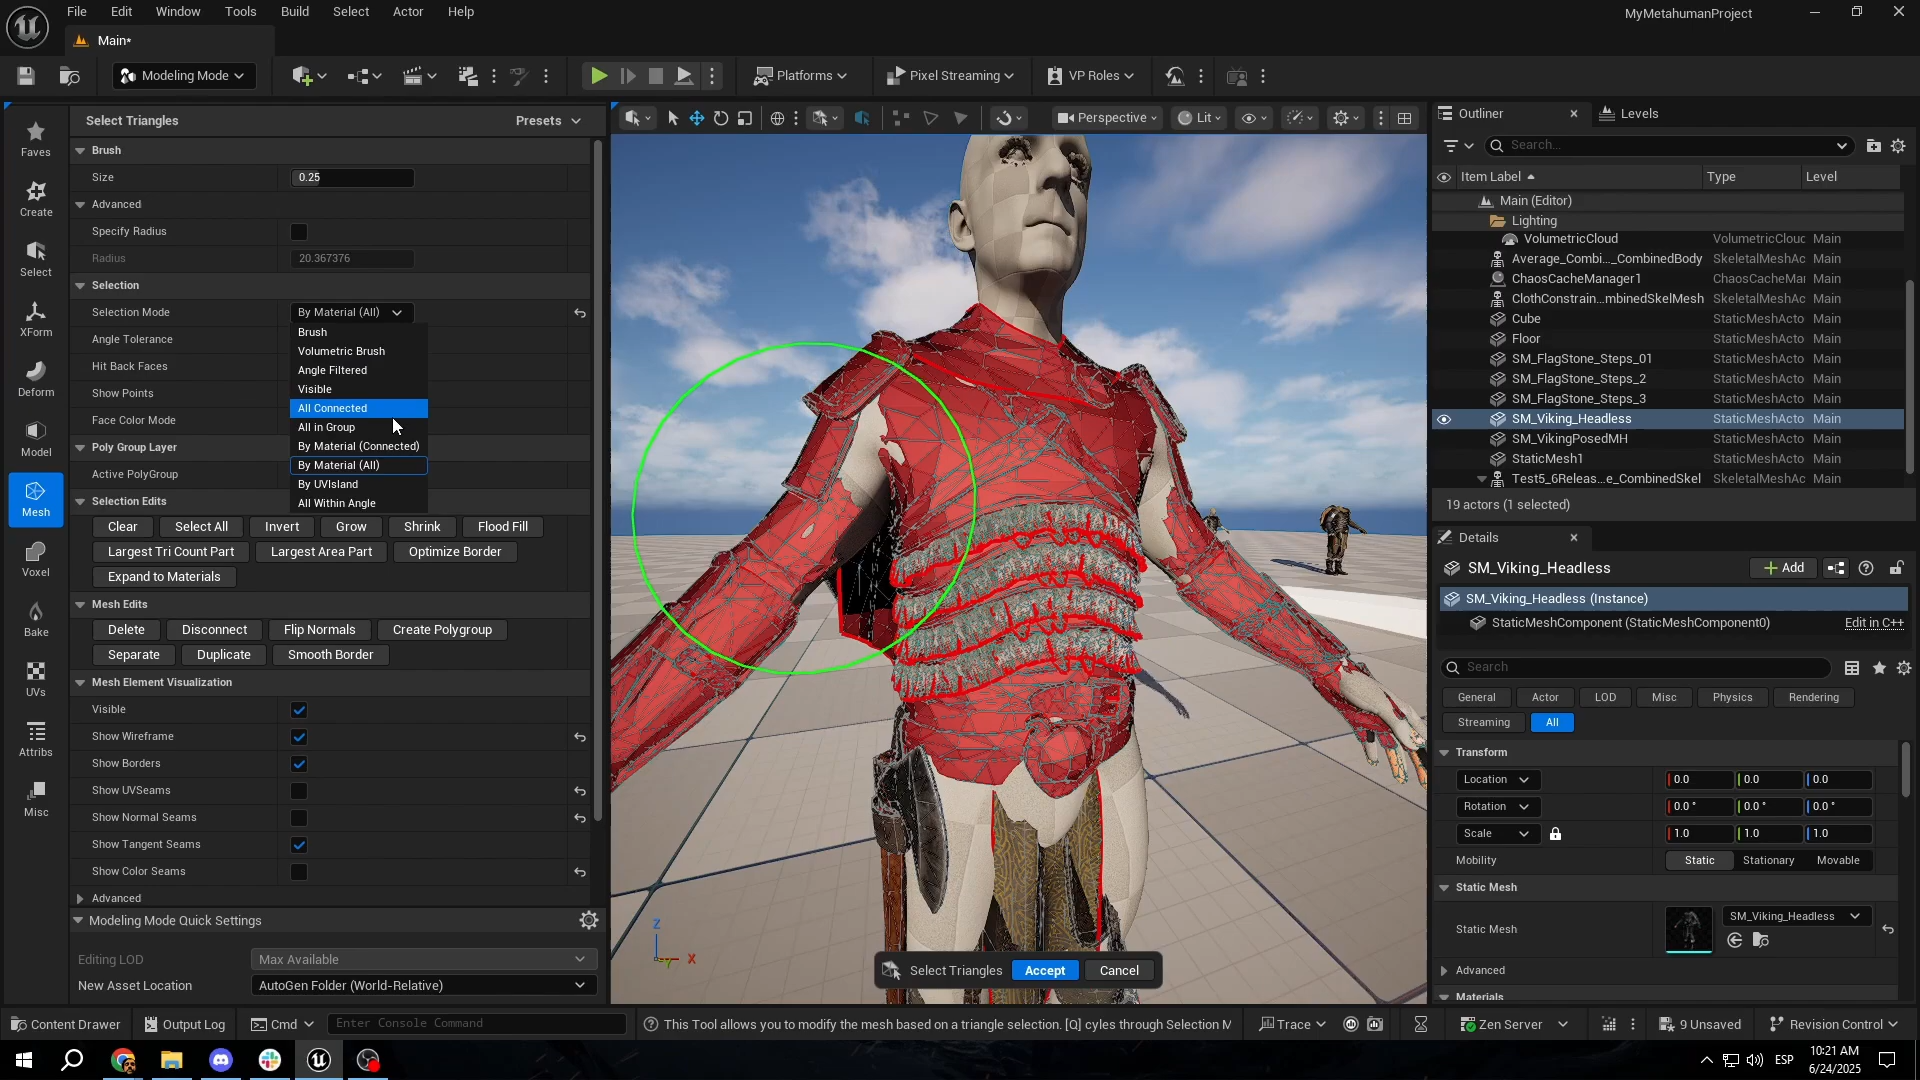 File Edit Window Tools Build Select Actor Help
MyMetahumanProject
Main*
Modeling Mode
Platforms
Pixel Streaming
VP Roles
Faves
Create
Select
XForm
Deform
Model
Mesh
Voxel
Bake
UVs
Attribs
Misc
Select Triangles
Presets
Brush
Size 0.25
Advanced
Specify Radius
Radius 20.367376
Selection
Selection Mode By Material (All)
Angle Tolerance
Hit Back Faces
Show Points
Face Color Mode
Brush
Volumetric Brush
Angle Filtered
Visible
All Connected
All in Group
By Material (Connected)
By Material (All)
By UVIsland
All Within Angle
Poly Group Layer
Active PolyGroup
Selection Edits
Clear Select All Invert Grow Shrink Flood Fill
Largest Tri Count Part Largest Area Part Optimize Border
Expand to Materials
Mesh Edits
Delete Disconnect Flip Normals Create Polygroup
Separate Duplicate Smooth Border
Mesh Element Visualization
Visible
Show Wireframe
Show Borders
Show UVSeams
Show Normal Seams
Show Tangent Seams
Show Color Seams
Advanced
Modeling Mode Quick Settings
Editing LOD Max Available
New Asset Location AutoGen Folder (World-Relative)
Perspective
Lit
Z
X
Y
Select Triangles Accept Cancel
Outliner
Levels
Search...
Item Label Type Level
Main (Editor)
Lighting
VolumetricCloud VolumetricClouc Main
Average_Combi..._CombinedBody SkeletalMeshAc Main
ChaosCacheManager1 ChaosCacheMai Main
ClothConstrain...mbinedSkelMesh SkeletalMeshAc Main
Cube StaticMeshActo Main
Floor StaticMeshActo Main
SM_FlagStone_Steps_01 StaticMeshActo Main
SM_FlagStone_Steps_2 StaticMeshActo Main
SM_FlagStone_Steps_3 StaticMeshActo Main
SM_Viking_Headless StaticMeshActo Main
SM_VikingPosedMH StaticMeshActo Main
StaticMesh1 StaticMeshActo Main
Test5_6Releas...e_CombinedSkel SkeletalMeshAc Main
19 actors (1 selected)
Details
SM_Viking_Headless
Add
SM_Viking_Headless (Instance)
StaticMeshComponent (StaticMeshComponent0) Edit in C++
Search
General Actor LOD Misc Physics Rendering
Streaming All
Transform
Location 0.0 0.0 0.0
Rotation 0.0 ° 0.0 ° 0.0 °
Scale 1.0 1.0 1.0
Mobility Static Stationary Movable
Static Mesh
Static Mesh SM_Viking_Headless
Advanced
Materials
Content Drawer Output Log Cmd Enter Console Command
This Tool allows you to modify the mesh based on a triangle selection. [Q] cyles through Selection M
Trace
Zen Server
9 Unsaved
Revision Control
ESP
10:21 AM
6/24/2025